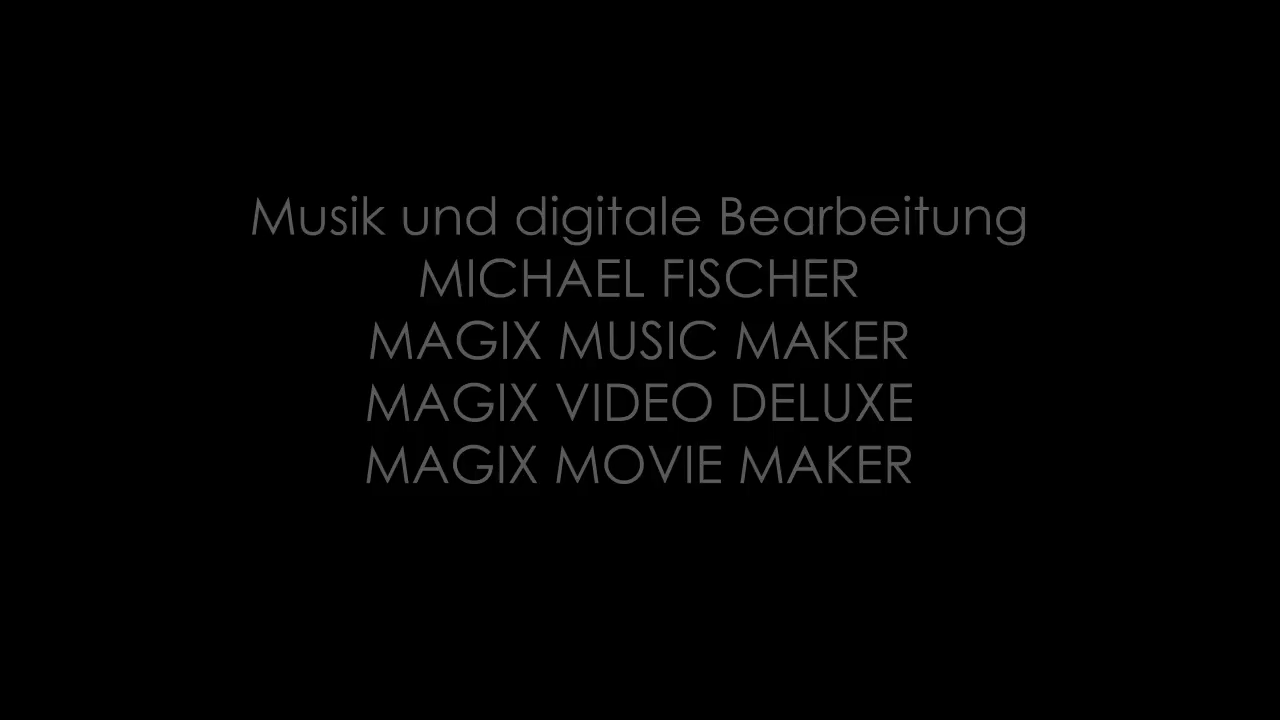 Musik und digitale Bearbeitung
MICHAEL FISCHER
MAGIX MUSIC MAKER
MAGIX VIDEO DELUXE
MAGIX MOVIE MAKER